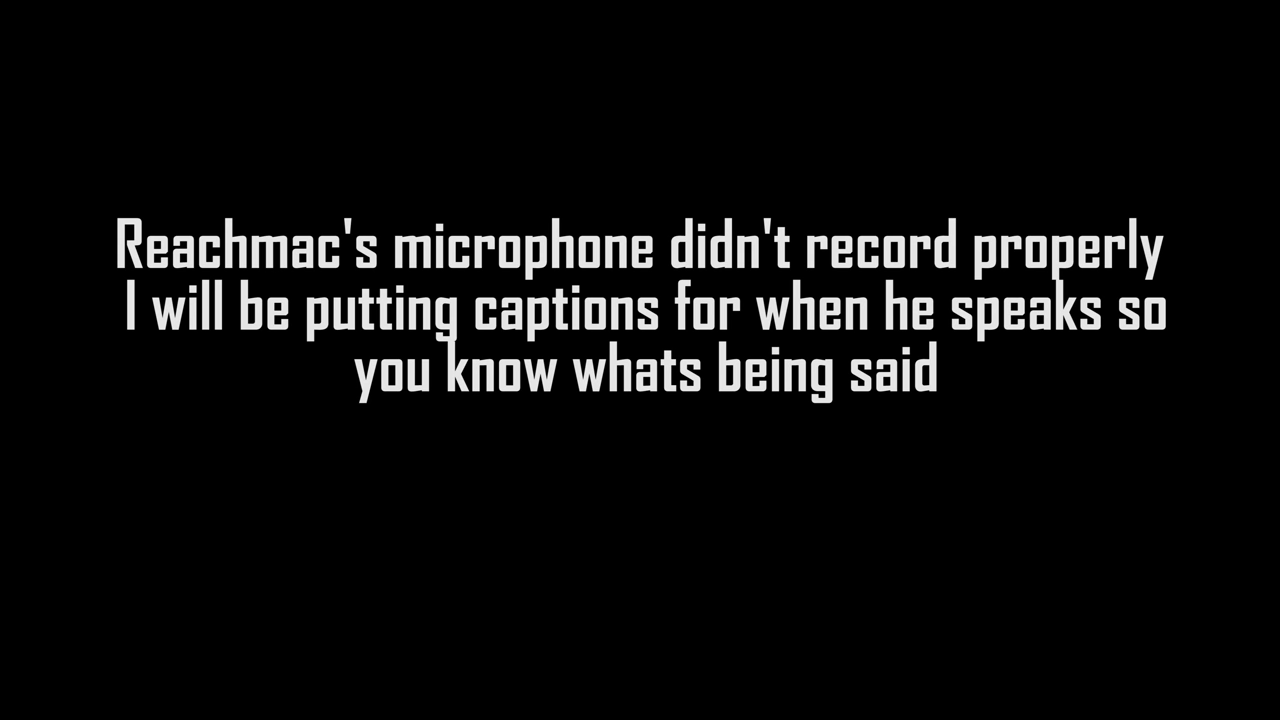 Reachmac's microphone didn't record properly
I will be putting captions for when he speaks so
you know whats being said